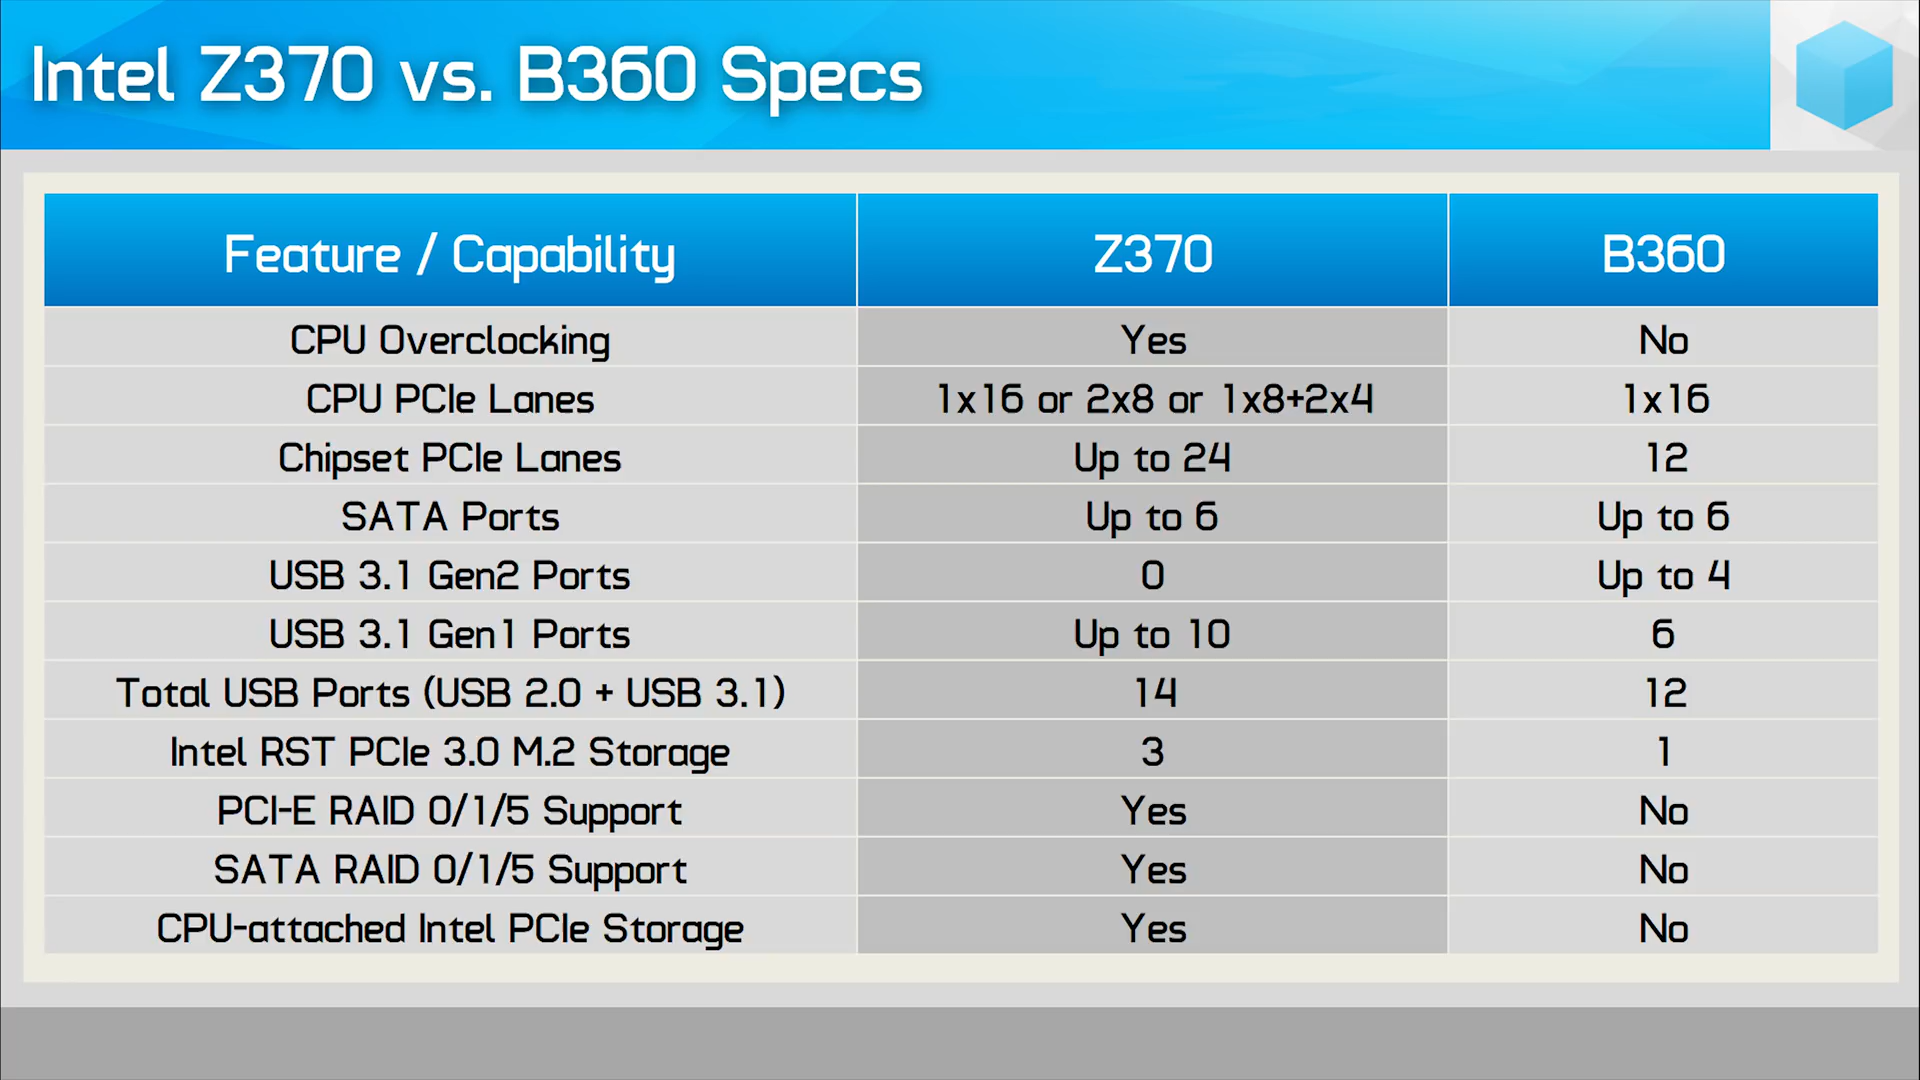 Intel Z370 vs. B360 Specs
Feature / Capability Z370 B360
CPU Overclocking Yes No
CPU PCIe Lanes 1x16 or 2x8 or 1x8+2x4 1x16
Chipset PCIe Lanes Up to 24 12
SATA Ports Up to 6 Up to 6
USB 3.1 Gen2 Ports 0 Up to 4
USB 3.1 Gen1 Ports Up to 10 6
Total USB Ports (USB 2.0 + USB 3.1) 14 12
Intel RST PCIe 3.0 M.2 Storage 3 1
PCI-E RAID 0/1/5 Support Yes No
SATA RAID 0/1/5 Support Yes No
CPU-attached Intel PCIe Storage Yes No